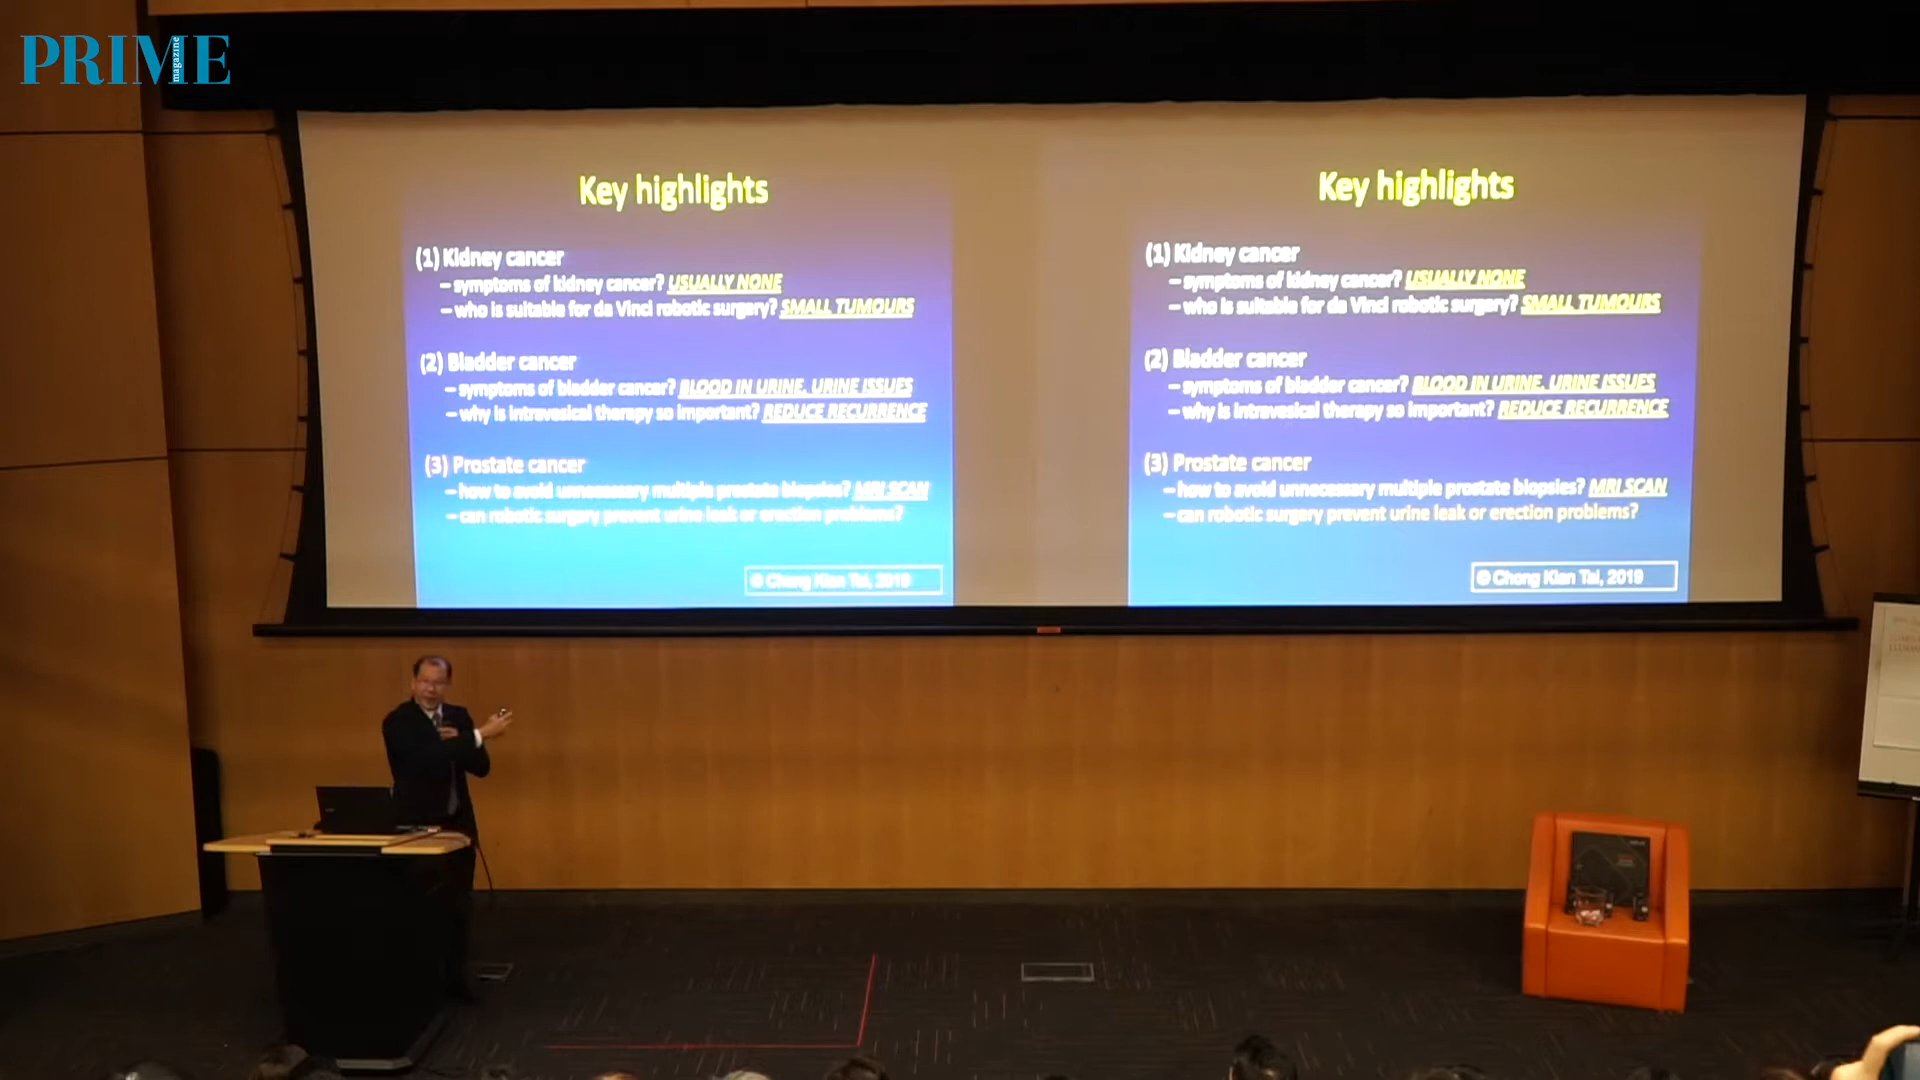 PRIME
magazine
Key highlights
(1) Kidney cancer
– symptoms of kidney cancer? USUALLY NONE
– who is suitable for da Vinci robotic surgery? SMALL TUMOURS
(2) Bladder cancer
– symptoms of bladder cancer? BLOOD IN URINE, URINE ISSUES
– why is intravesical therapy so important? REDUCE RECURRENCE
(3) Prostate cancer
– how to avoid unnecessary multiple prostate biopsies? MRI SCAN
– can robotic surgery prevent urine leak or erection problems?
© Chong Kian Tai, 2019
Key highlights
(1) Kidney cancer
– symptoms of kidney cancer? USUALLY NONE
– who is suitable for da Vinci robotic surgery? SMALL TUMOURS
(2) Bladder cancer
– symptoms of bladder cancer? BLOOD IN URINE, URINE ISSUES
– why is intravesical therapy so important? REDUCE RECURRENCE
(3) Prostate cancer
– how to avoid unnecessary multiple prostate biopsies? MRI SCAN
– can robotic surgery prevent urine leak or erection problems?
© Chong Kian Tai, 2019